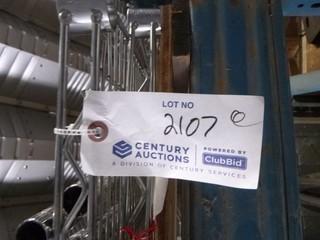 LOT NO
2107
CENTURY
AUCTIONS
A DIVISION OF CENTURY SERVICES
POWERED BY
ClubBid